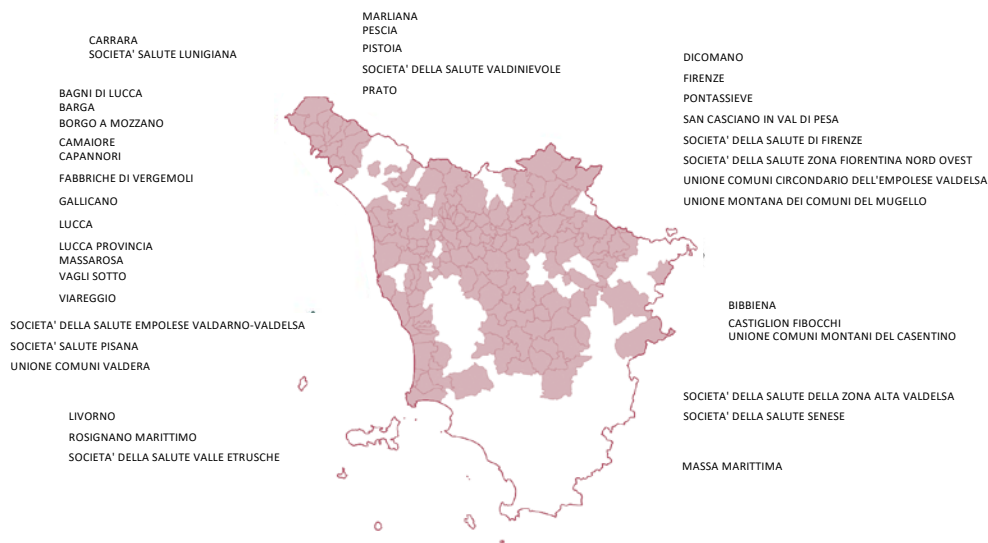 CARRARA
SOCIETA' SALUTE LUNIGIANA
BAGNI DI LUCCA
BARGA
BORGO A MOZZANO
CAMAIORE
CAPANNORI
FABBRICHE DI VERGEMOLI
GALLICANO
LUCCA
LUCCA PROVINCIA
MASSAROSA
VAGLI SOTTO
VIAREGGIO
SOCIETA' DELLA SALUTE EMPOLESE VALDARNO-VALDELSA
SOCIETA' SALUTE PISANA
UNIONE COMUNI VALDERA
LIVORNO
ROSIGNANO MARITTIMO
SOCIETA' DELLA SALUTE VALLE ETRUSCHE
MARLIANA
PESCIA
PISTOIA
SOCIETA' DELLA SALUTE VALDINIEVOLE
PRATO
DICOMANO
FIRENZE
PONTASSIEVE
SAN CASCIANO IN VAL DI PESA
SOCIETA' DELLA SALUTE DI FIRENZE
SOCIETA' DELLA SALUTE ZONA FIORENTINA NORD OVEST
UNIONE COMUNI CIRCONDARIO DELL'EMPOLESE VALDELSA
UNIONE MONTANA DEI COMUNI DEL MUGELLO
BIBBIENA
CASTIGLION FIBOCCHI
UNIONE COMUNI MONTANI DEL CASENTINO
SOCIETA' DELLA SALUTE DELLA ZONA ALTA VALDELSA
SOCIETA' DELLA SALUTE SENESE
MASSA MARITTIMA